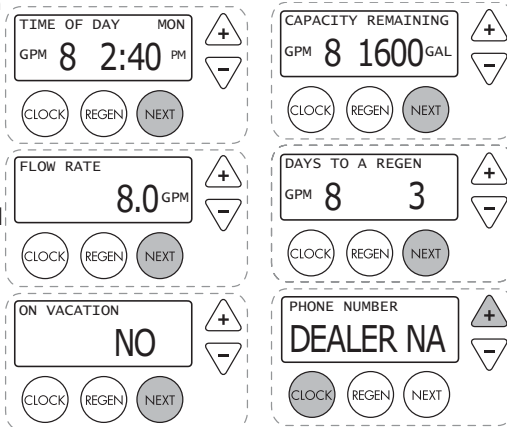 TIME OF DAY MON
GPM 8 2:40 PM
+
-
CLOCK REGEN NEXT
CAPACITY REMAINING
GPM 8 1600 GAL
+
-
CLOCK REGEN NEXT
FLOW RATE
8.0 GPM
+
-
CLOCK REGEN NEXT
DAYS TO A REGEN
GPM 8 3
+
-
CLOCK REGEN NEXT
ON VACATION
NO
+
-
CLOCK REGEN NEXT
PHONE NUMBER
DEALER NA
+
-
CLOCK REGEN NEXT